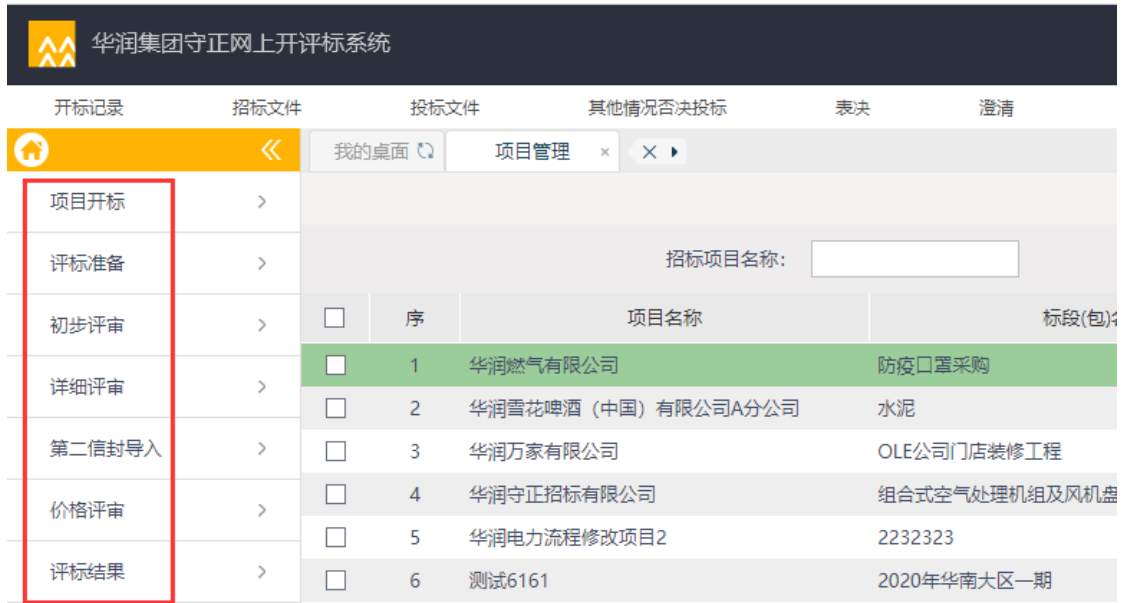 华润集团守正网上开评标系统
开标记录 招标文件 投标文件 其他情况否决投标 表决 澄清
我的桌面 项目管理
项目开标
评标准备
初步评审
详细评审
第二信封导入
价格评审
评标结果
招标项目名称:
序 项目名称 标段(包)
1 华润燃气有限公司 防疫口罩采购
2 华润雪花啤酒（中国）有限公司A分公司 水泥
3 华润万家有限公司 OLE公司门店装修工程
4 华润守正招标有限公司 组合式空气处理机组及风机盘
5 华润电力流程修改项目2 2232323
6 测试6161 2020年华南大区一期